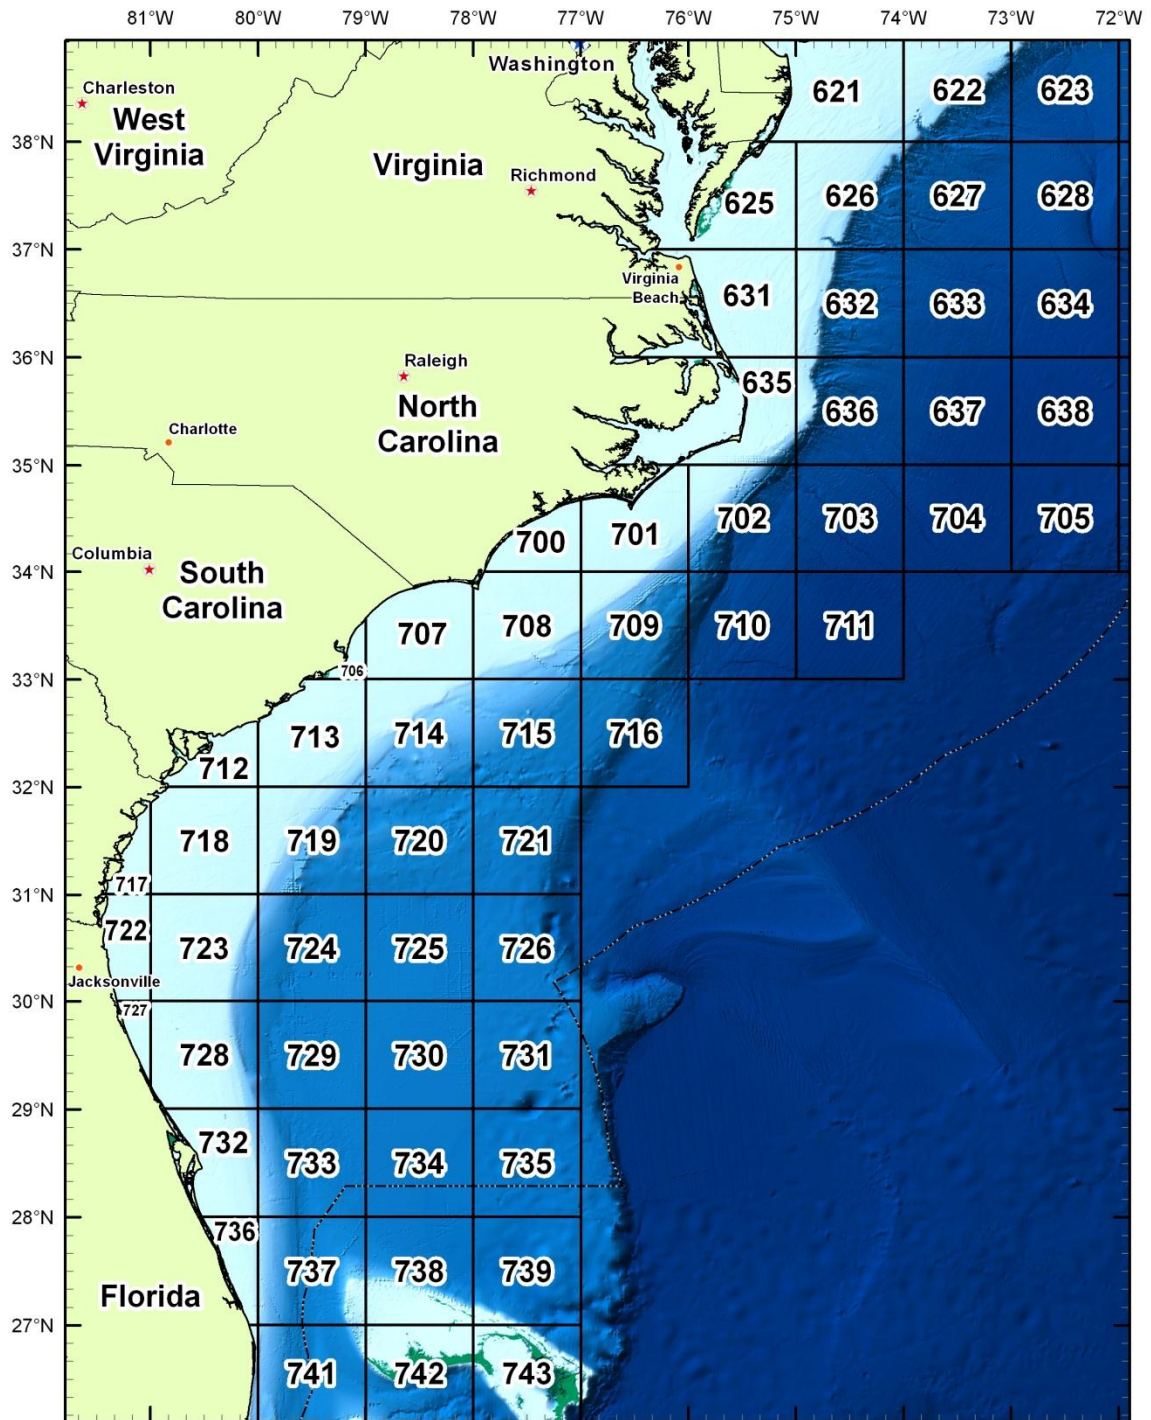 81°W 80°W 79°W 78°W 77°W 76°W 75°W 74°W 73°W 72°W
Washington
Charleston
West
Virginia
Virginia
Richmond
621 622 623
38°N
625 626 627 628
37°N
Virginia
Beach
631 632 633 634
36°N
Raleigh
North
Carolina
Charlotte
635 636 637 638
35°N
Columbia
South
Carolina
700 701 702 703 704 705
34°N
706 707 708 709 710 711
33°N
712 713 714 715 716
32°N
717 718 719 720 721
31°N
722 723 724 725 726
Jacksonville
30°N
727 728 729 730 731
29°N
732 733 734 735
28°N
736 737 738 739
Florida
27°N
741 742 743